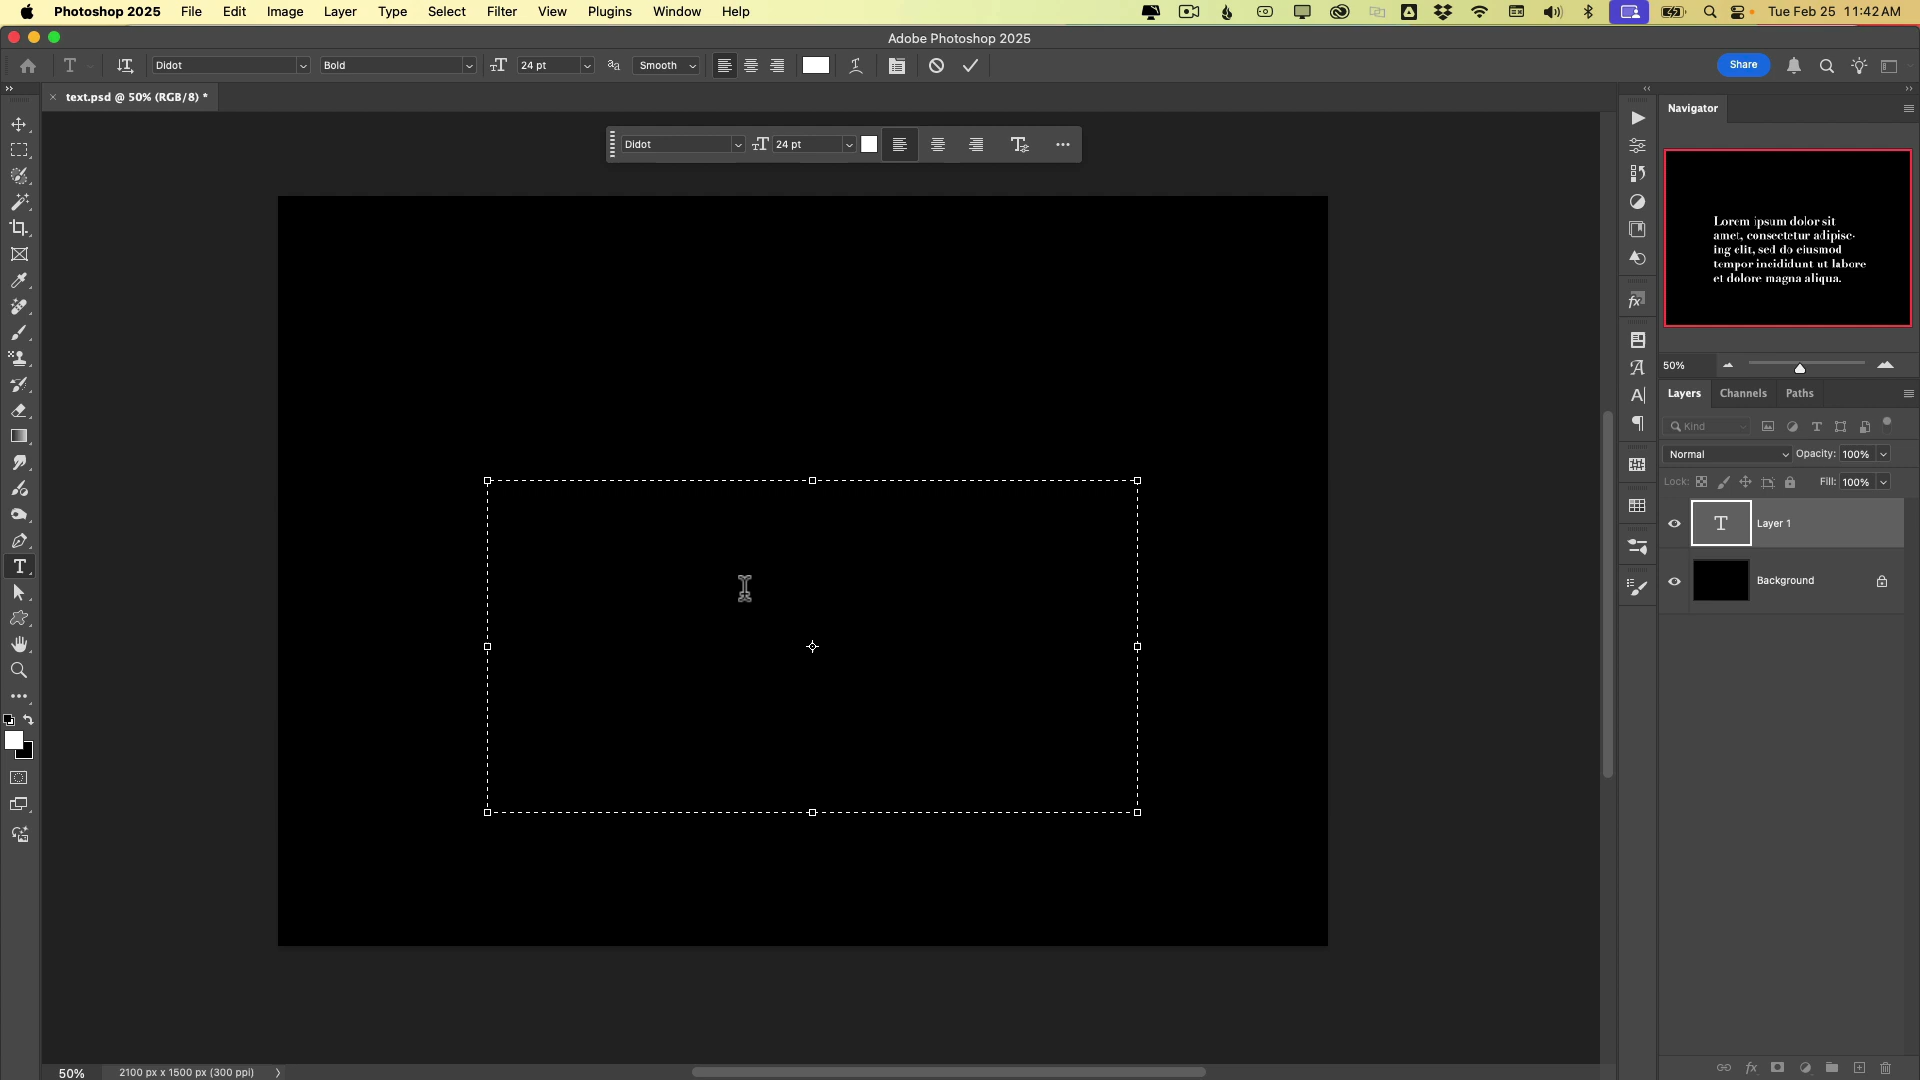 Photoshop 2025 File Edit Image Layer Type Select Filter View Plugins Window Help Tue Feb 25 11:42 AM
Adobe Photoshop 2025
Didot Bold 24 pt Smooth Share
text.psd @ 50% (RGB/8) *
Navigator
Didot 24 pt
Lorem ipsum dolor sit
amet, consectetur adipisc-
ing elit, sed do eiusmod
tempor incididunt ut labore
et dolore magna aliqua.
50%
Layers Channels Paths
Kind
Normal Opacity: 100%
Lock: Fill: 100%
Layer 1
Background
50% 2100 px x 1500 px (300 ppi)